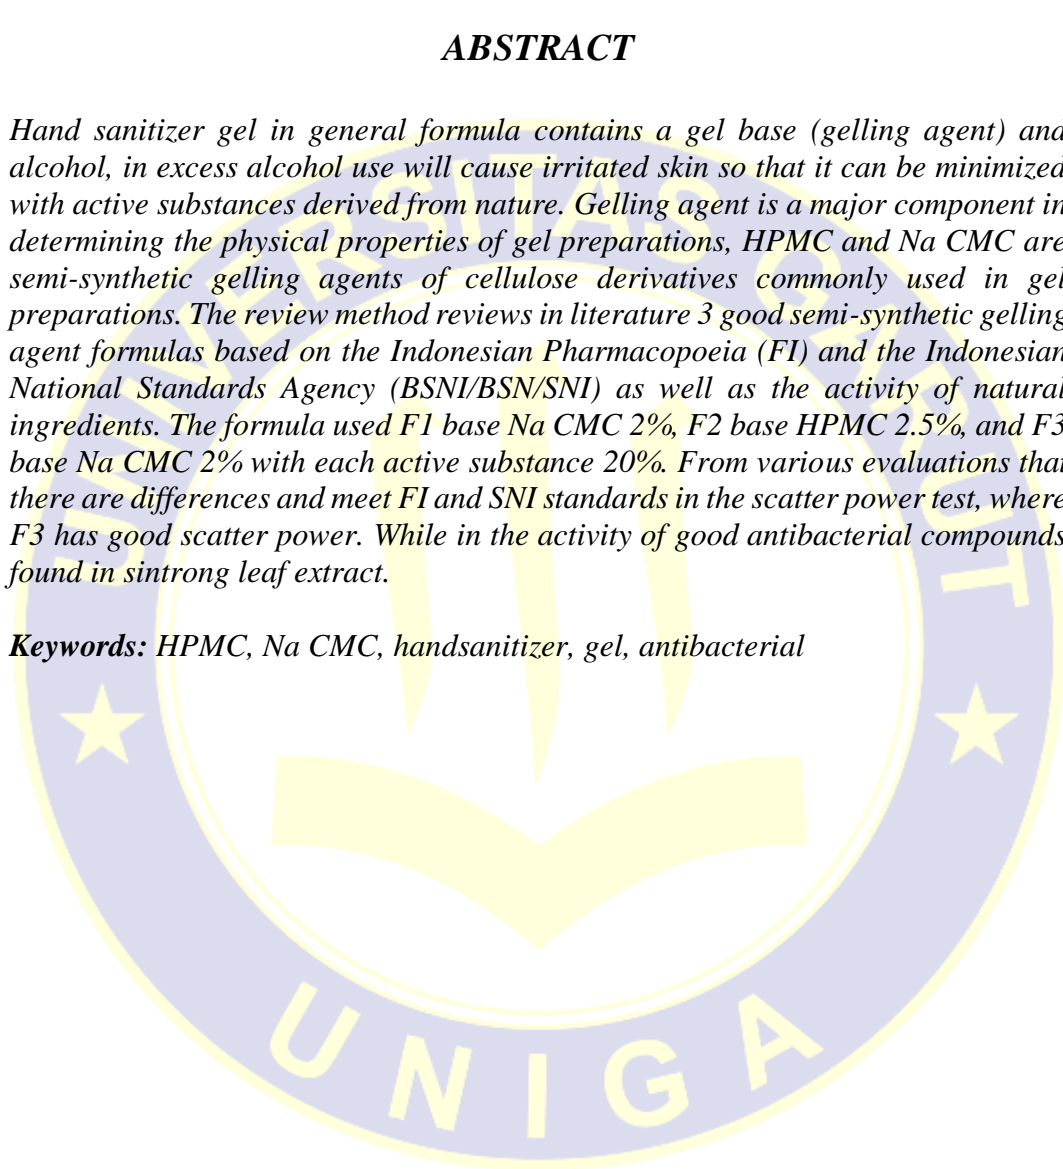 ABSTRACT
Hand sanitizer gel in general formula contains a gel base (gelling agent) and
alcohol, in excess alcohol use will cause irritated skin so that it can be minimized
with active substances derived from nature. Gelling agent is a major component in
determining the physical properties of gel preparations, HPMC and Na CMC are
semi-synthetic gelling agents of cellulose derivatives commonly used in gel
preparations. The review method reviews in literature 3 good semi-synthetic gelling
agent formulas based on the Indonesian Pharmacopoeia (FI) and the Indonesian
National Standards Agency (BSNI/BSN/SNI) as well as the activity of natural
ingredients. The formula used F1 base Na CMC 2%, F2 base HPMC 2.5%, and F3
base Na CMC 2% with each active substance 20%. From various evaluations that
there are differences and meet FI and SNI standards in the scatter power test, where
F3 has good scatter power. While in the activity of good antibacterial compounds
found in sintrong leaf extract.
Keywords: HPMC, Na CMC, handsanitizer, gel, antibacterial
UNIVERSITAS GARUT
UNIGA